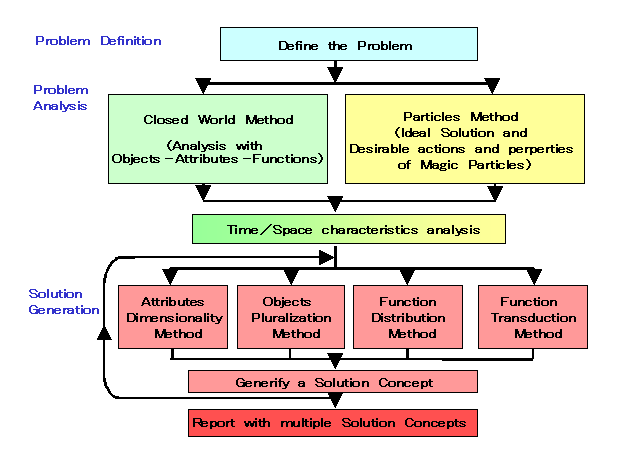 Problem Definition
Define the Problem
Problem
Analysis
Closed World Method
(Analysis with
Objects-Attributes-Functions)
Particles Method
(Ideal Solution and
Desirable actions and perperties
of Magic Particles)
Time/Space characteristics analysis
Solution
Generation
Attributes
Dimensionality
Method
Objects
Pluralization
Method
Function
Distribution
Method
Function
Transduction
Method
Generify a Solution Concept
Report with multiple Solution Concepts